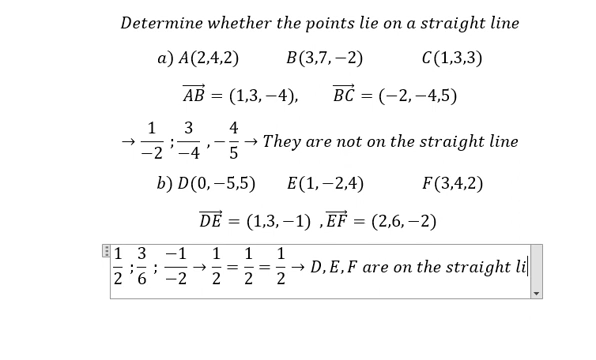 Determine whether the points lie on a straight line
a) A(2,4,2) B(3,7,−2) C(1,3,3)
AB⃗ = (1,3,−4), BC⃗ = (−2,−4,5)
→ 1/−2 ; 3/−4 , −4/5 → They are not on the straight line
b) D(0,−5,5) E(1,−2,4) F(3,4,2)
DE⃗ = (1,3,−1) , EF⃗ = (2,6,−2)
1/2 ; 3/6 ; −1/−2 → 1/2 = 1/2 = 1/2 → D, E, F are on the straight li